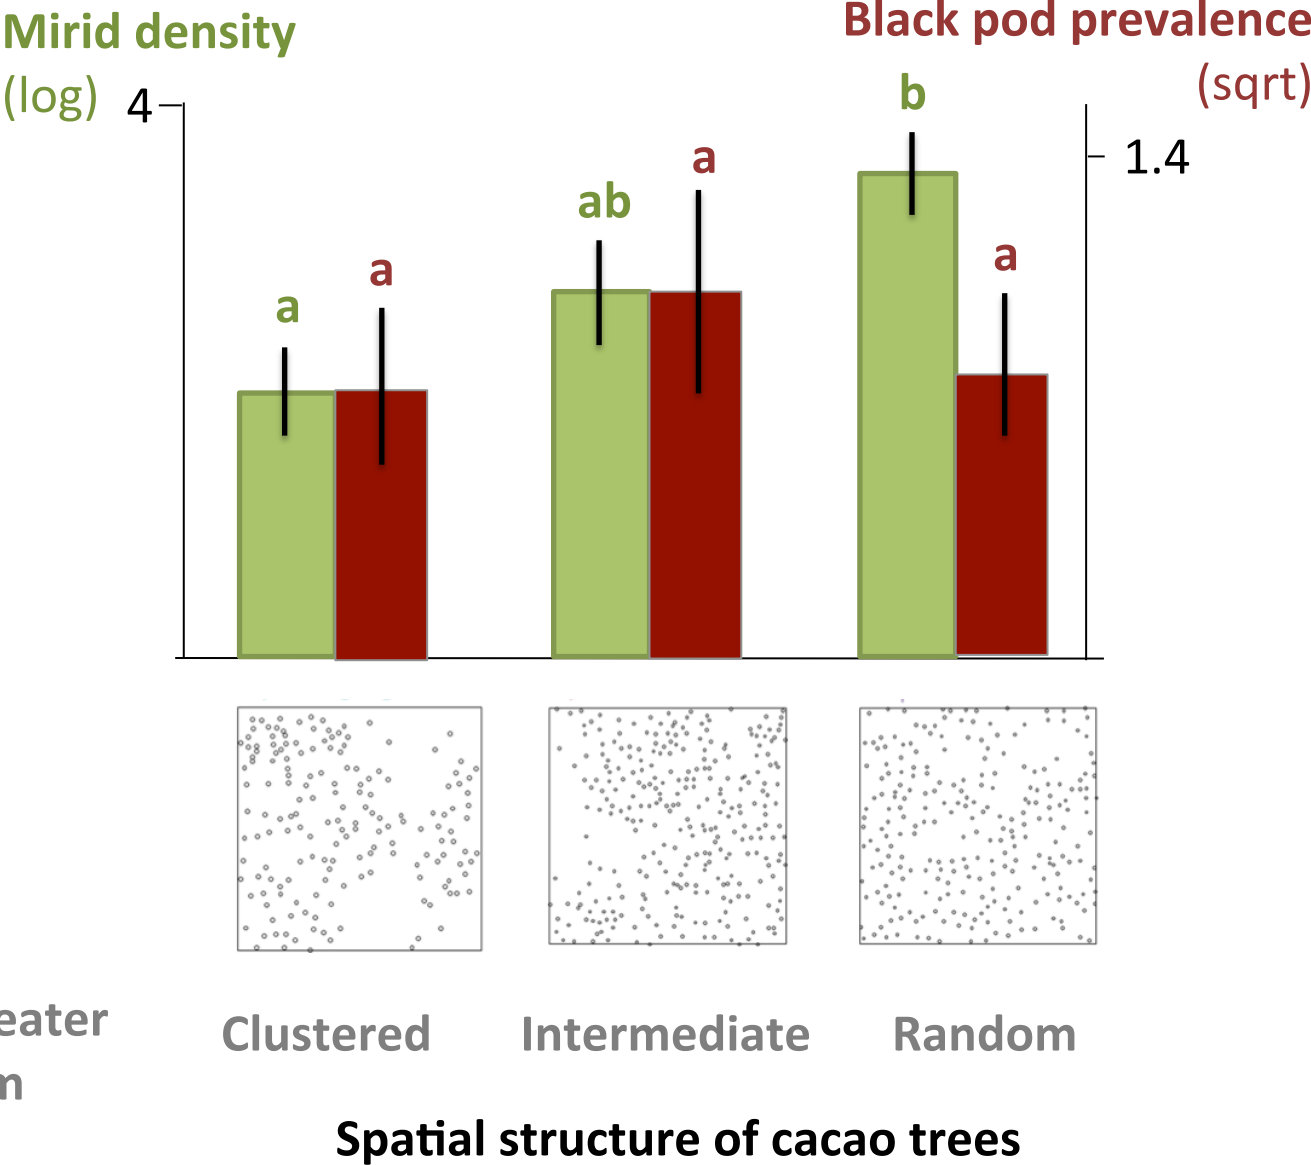 Mirid density
(log)
Black pod prevalence
(sqrt)
4
1.4
a
a
ab
a
b
a
eater
m
Clustered
Intermediate
Random
Spatial structure of cacao trees